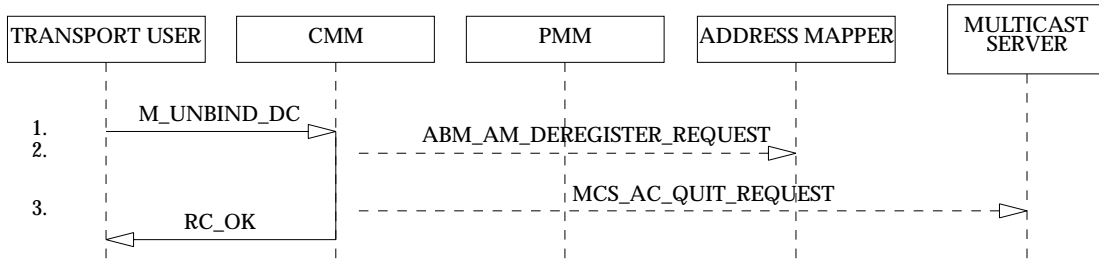 TRANSPORT USER
CMM
PMM
ADDRESS MAPPER
MULTICAST
SERVER
1.
M_UNBIND_DC
2.
ABM_AM_DEREGISTER_REQUEST
3.
MCS_AC_QUIT_REQUEST
RC_OK